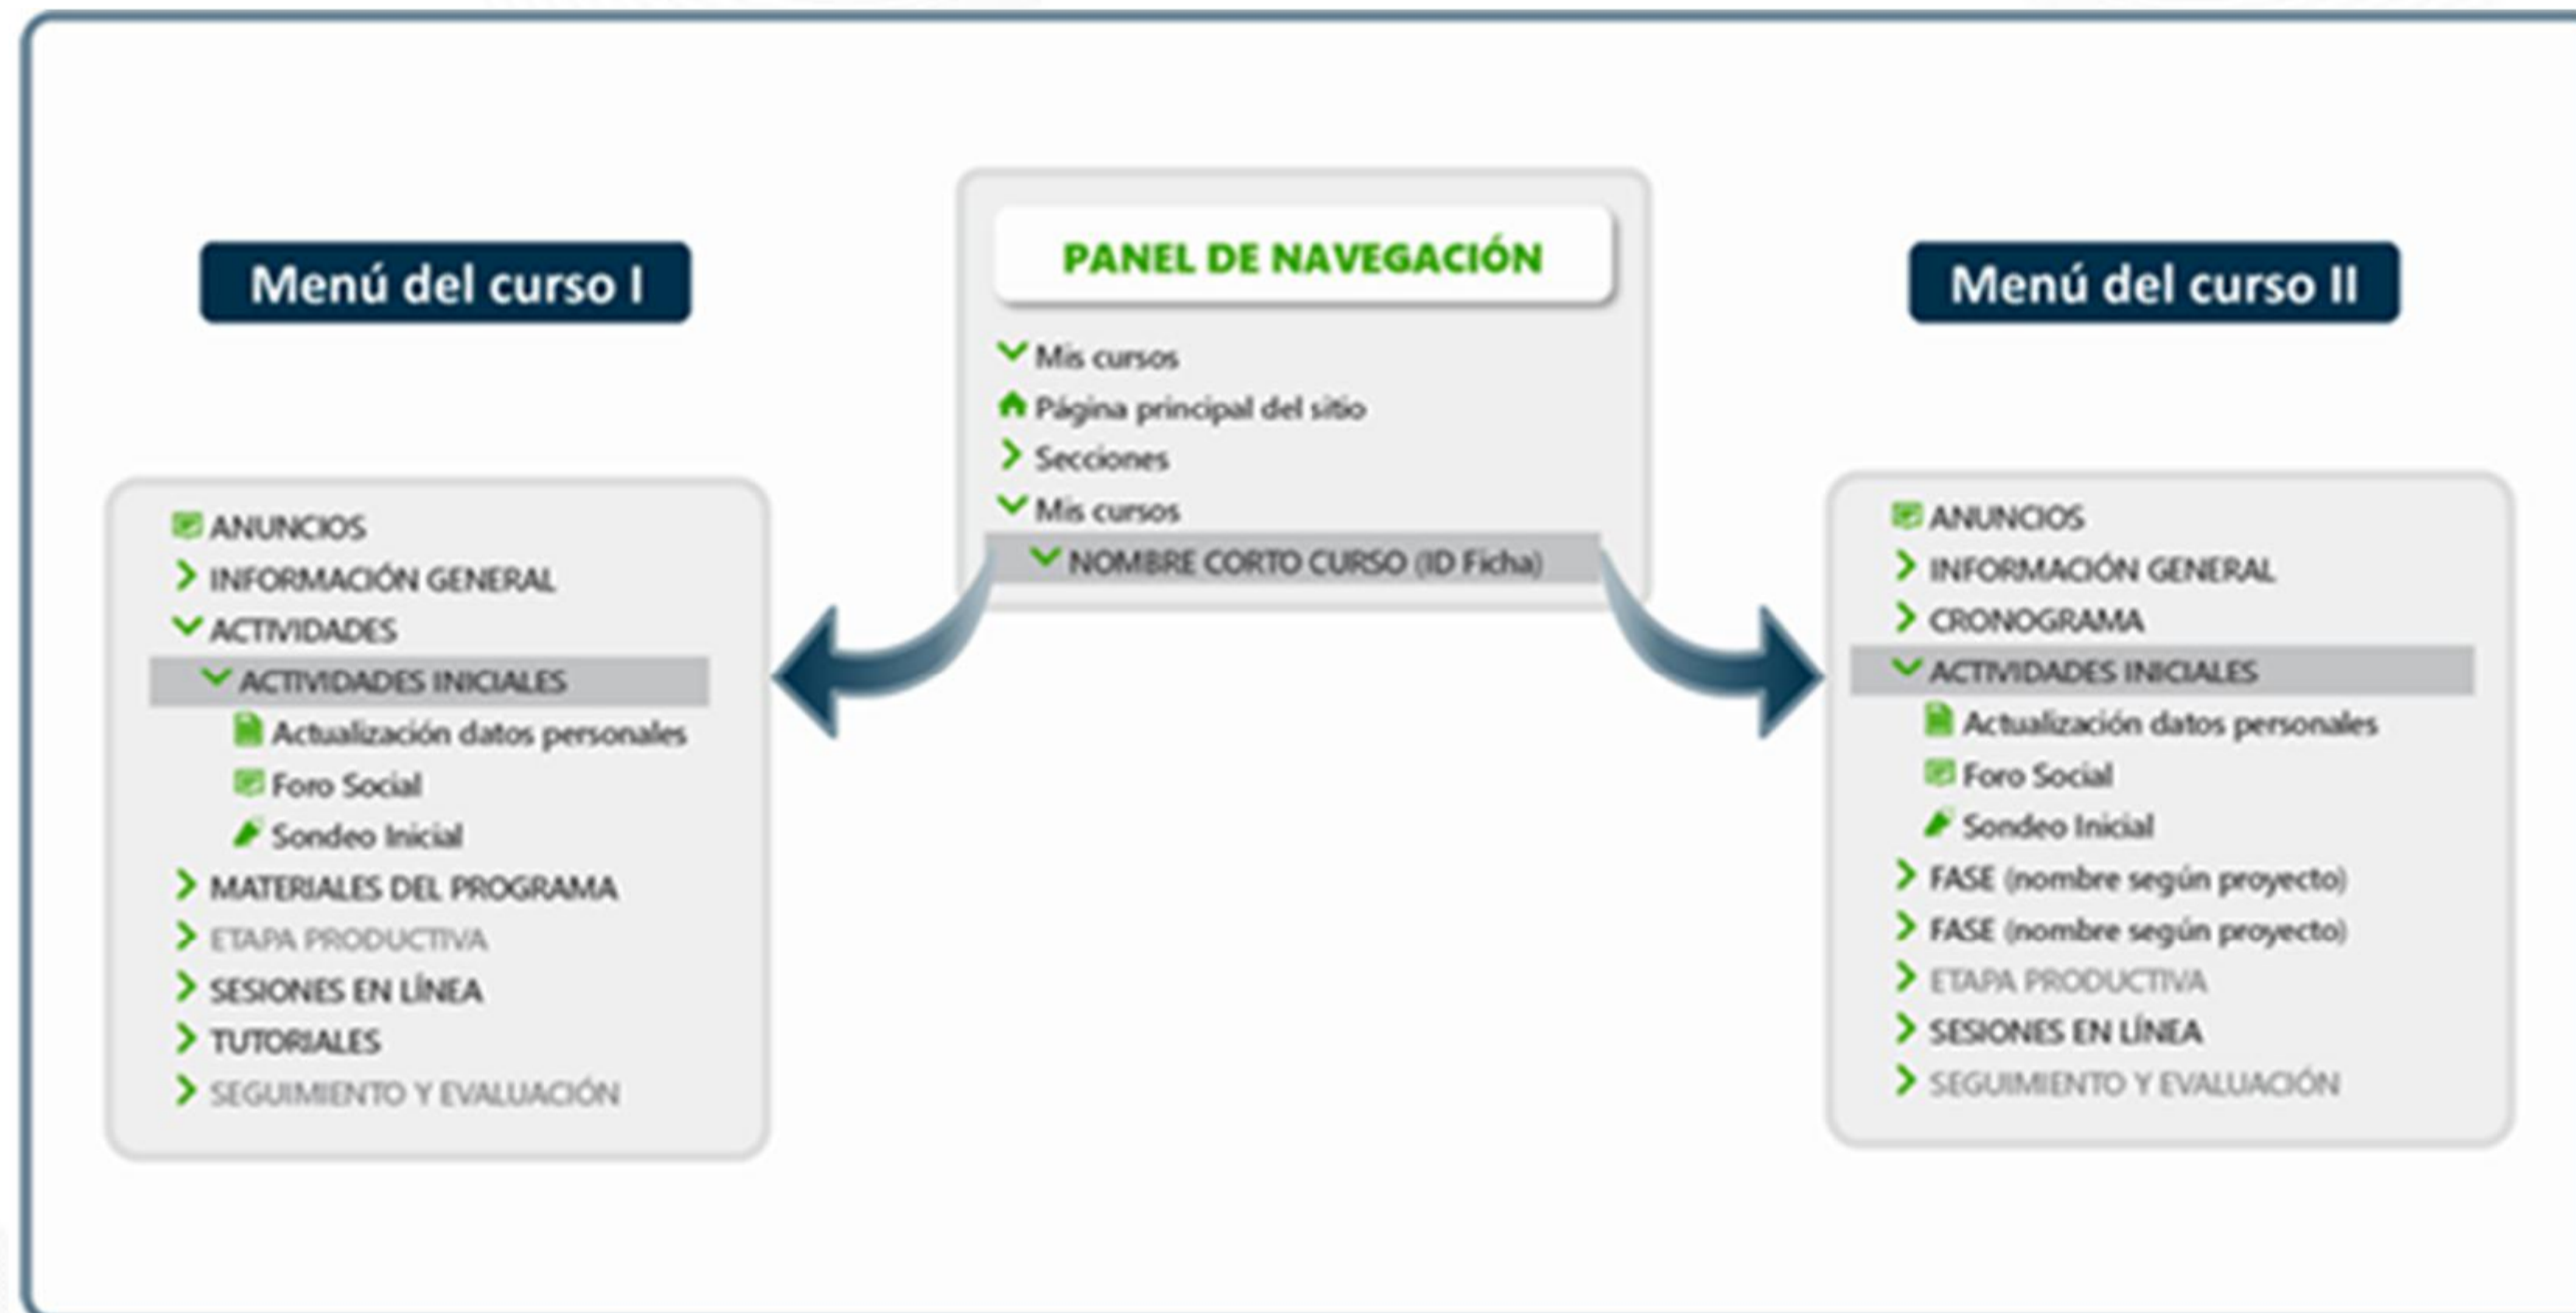 Menú del curso I
ANUNCIOS
INFORMACIÓN GENERAL
ACTIVIDADES
ACTIVIDADES INICIALES
Actualización datos personales
Foro Social
Sondeo Inicial
MATERIALES DEL PROGRAMA
ETAPA PRODUCTIVA
SESIONES EN LÍNEA
TUTORIALES
SEGUIMIENTO Y EVALUACIÓN
PANEL DE NAVEGACIÓN
Mis cursos
Página principal del sitio
Secciones
Mis cursos
NOMBRE CORTO CURSO (ID Ficha)
Menú del curso II
ANUNCIOS
INFORMACIÓN GENERAL
CRONOGRAMA
ACTIVIDADES INICIALES
Actualización datos personales
Foro Social
Sondeo Inicial
FASE (nombre según proyecto)
FASE (nombre según proyecto)
ETAPA PRODUCTIVA
SESIONES EN LÍNEA
SEGUIMIENTO Y EVALUACIÓN